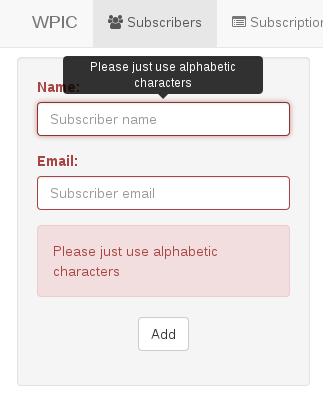 WPIC Subscribers Subscription
Please just use alphabetic
characters
Name:
Subscriber name
Email:
Subscriber email
Please just use alphabetic
characters
Add